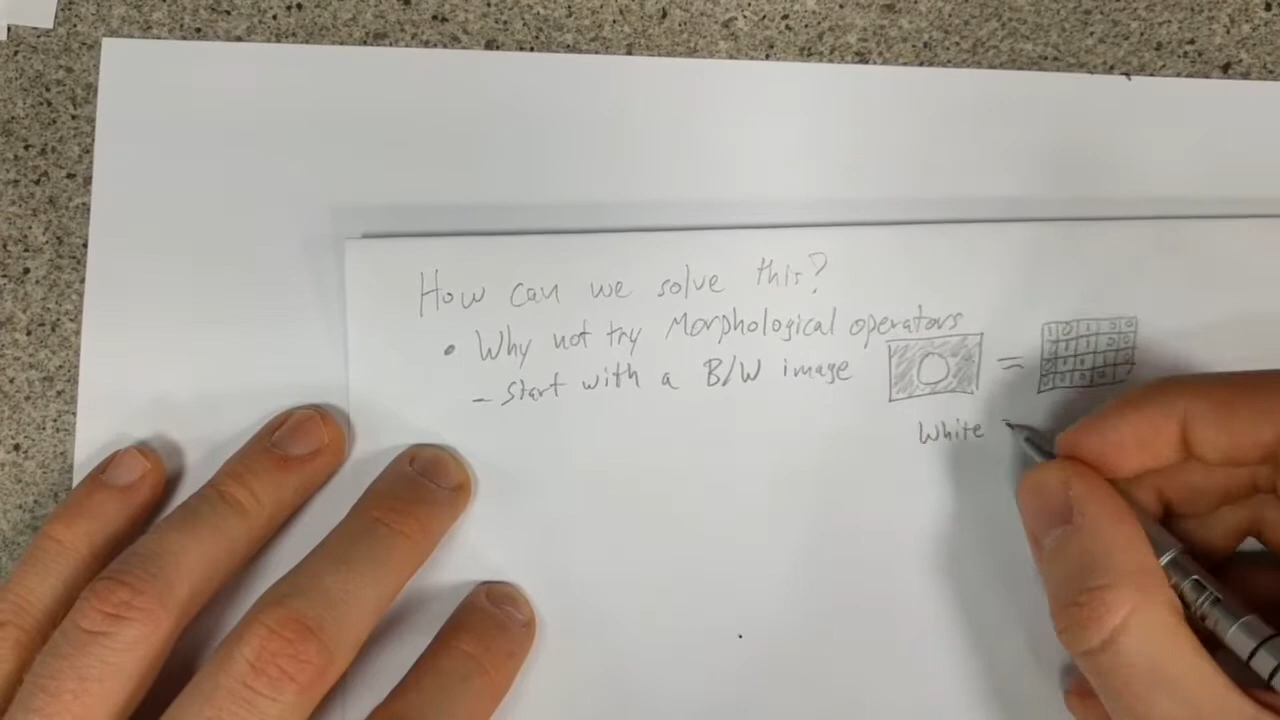 How can we solve this?
• Why not try Morphological operators
- Start with a B/W image
=
White =